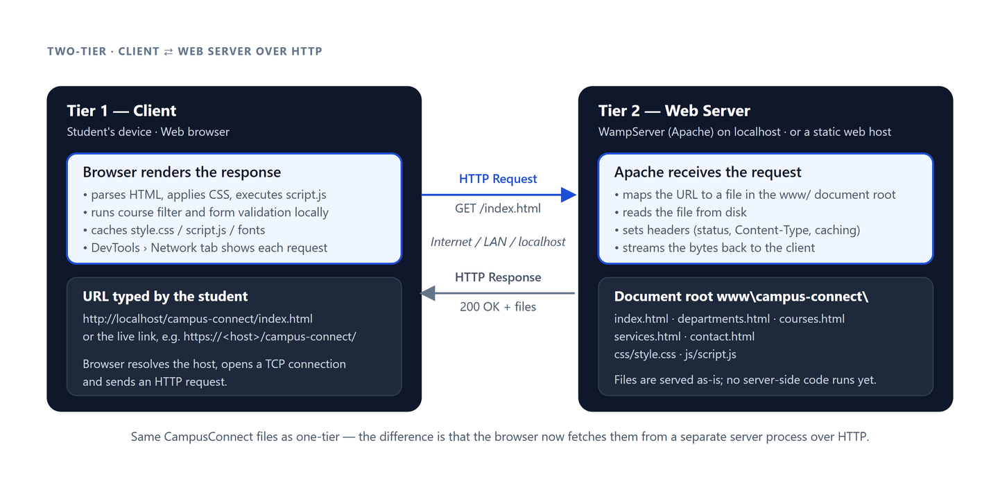 TWO-TIER · CLIENT ⇄ WEB SERVER OVER HTTP
Tier 1 — Client
Student's device · Web browser
Browser renders the response
• parses HTML, applies CSS, executes script.js
• runs course filter and form validation locally
• caches style.css / script.js / fonts
• DevTools › Network tab shows each request
URL typed by the student
http://localhost/campus-connect/index.html
or the live link, e.g. https://<host>/campus-connect/
Browser resolves the host, opens a TCP connection
and sends an HTTP request.
HTTP Request
GET /index.html
Internet / LAN / localhost
HTTP Response
200 OK + files
Tier 2 — Web Server
WampServer (Apache) on localhost · or a static web host
Apache receives the request
• maps the URL to a file in the www/ document root
• reads the file from disk
• sets headers (status, Content-Type, caching)
• streams the bytes back to the client
Document root www\campus-connect\
index.html · departments.html · courses.html
services.html · contact.html
css/style.css · js/script.js
Files are served as-is; no server-side code runs yet.
Same CampusConnect files as one-tier — the difference is that the browser now fetches them from a separate server process over HTTP.